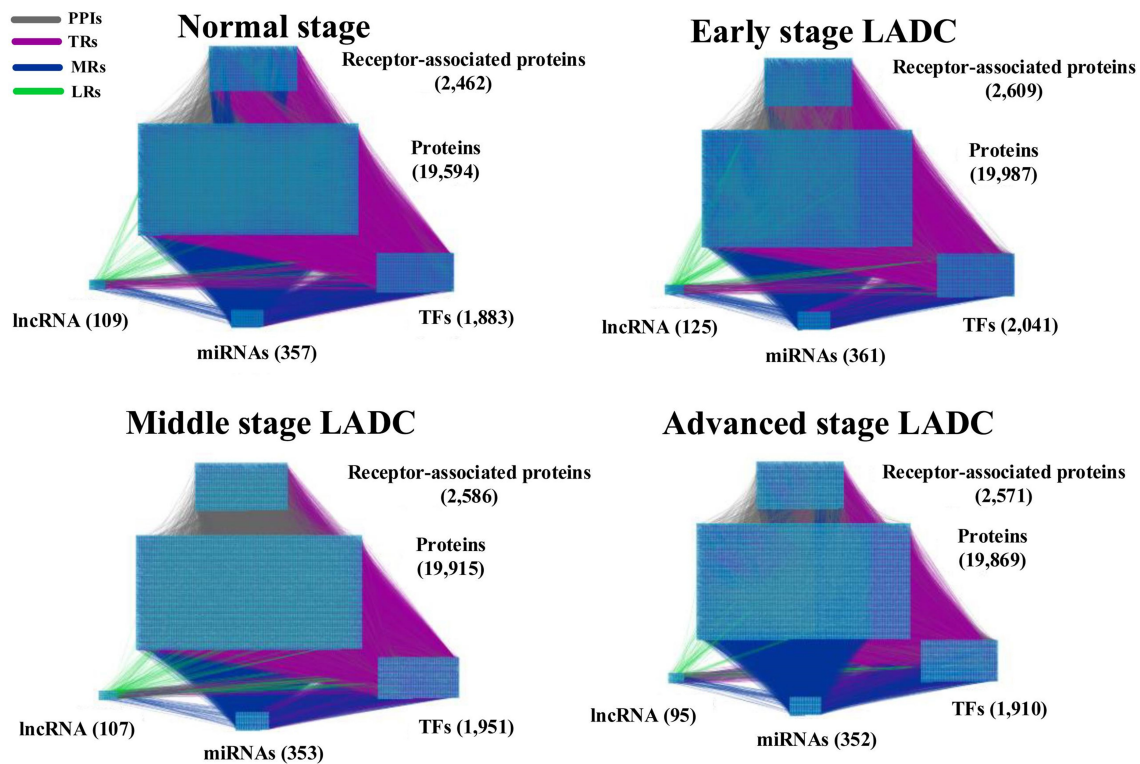 PPIs
TRs
MRs
LRs
Normal stage
Receptor-associated proteins
(2,462)
Proteins
(19,594)
lncRNA (109)
TFs (1,883)
miRNAs (357)
Early stage LADC
Receptor-associated proteins
(2,609)
Proteins
(19,987)
lncRNA (125)
TFs (2,041)
miRNAs (361)
Middle stage LADC
Receptor-associated proteins
(2,586)
Proteins
(19,915)
lncRNA (107)
TFs (1,951)
miRNAs (353)
Advanced stage LADC
Receptor-associated proteins
(2,571)
Proteins
(19,869)
lncRNA (95)
TFs (1,910)
miRNAs (352)